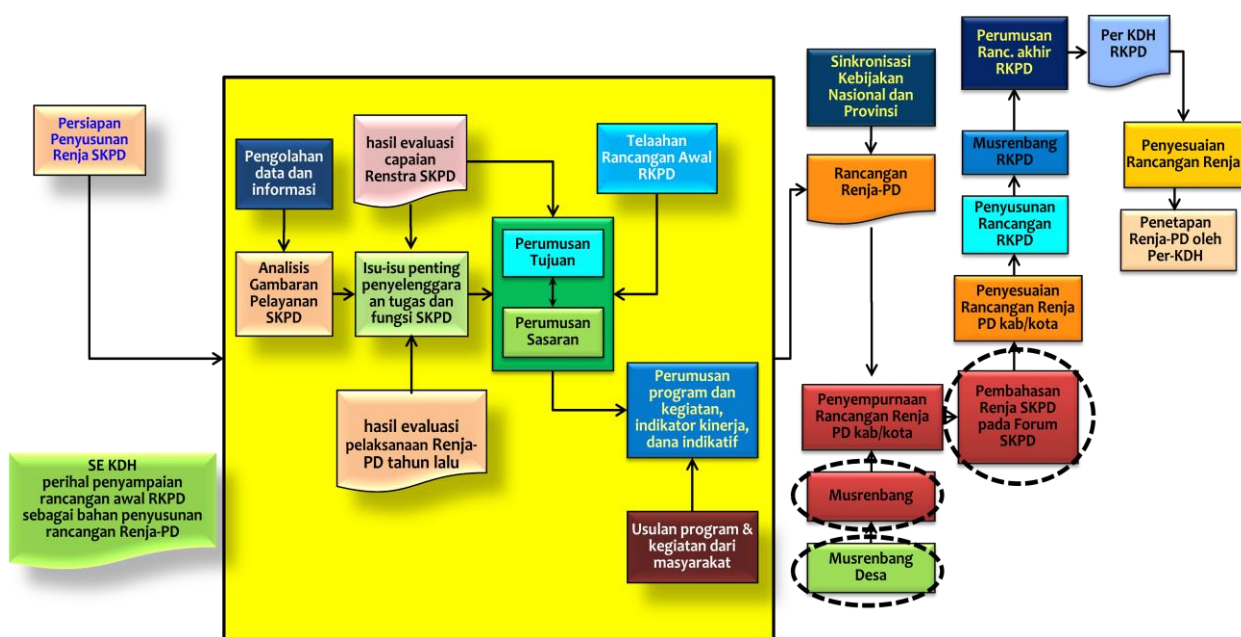 Persiapan
Penyusunan
Renja SKPD
SE KDH
perihal penyampaian
rancangan awal RKPD
sebagai bahan penyusunan
rancangan Renja-PD
Pengolahan
data dan
informasi
hasil evaluasi
capaian
Renstra SKPD
Telaahan
Rancangan Awal
RKPD
Analisis
Gambaran
Pelayanan
SKPD
Isu-isu penting
penyelenggara
an tugas dan
fungsi SKPD
Perumusan
Tujuan
Perumusan
Sasaran
hasil evaluasi
pelaksanaan Renja-
PD tahun lalu
Perumusan
program dan
kegiatan,
indikator kinerja,
dana indikatif
Usulan program &
kegiatan dari
masyarakat
Sinkronisasi
Kebijakan
Nasional dan
Provinsi
Rancangan
Renja-PD
Penyempurnaan
Rancangan Renja
PD kab/kota
Musrenbang
Musrenbang
Desa
Pembahasan
Renja SKPD
pada Forum
SKPD
Penyesuaian
Rancangan Renja
PD kab/kota
Penyusunan
Rancangan
RKPD
Musrenbang
RKPD
Perumusan
Ranc. akhir
RKPD
Per KDH
RKPD
Penyesuaian
Rancangan Renja
Penetapan
Renja-PD oleh
Per-KDH